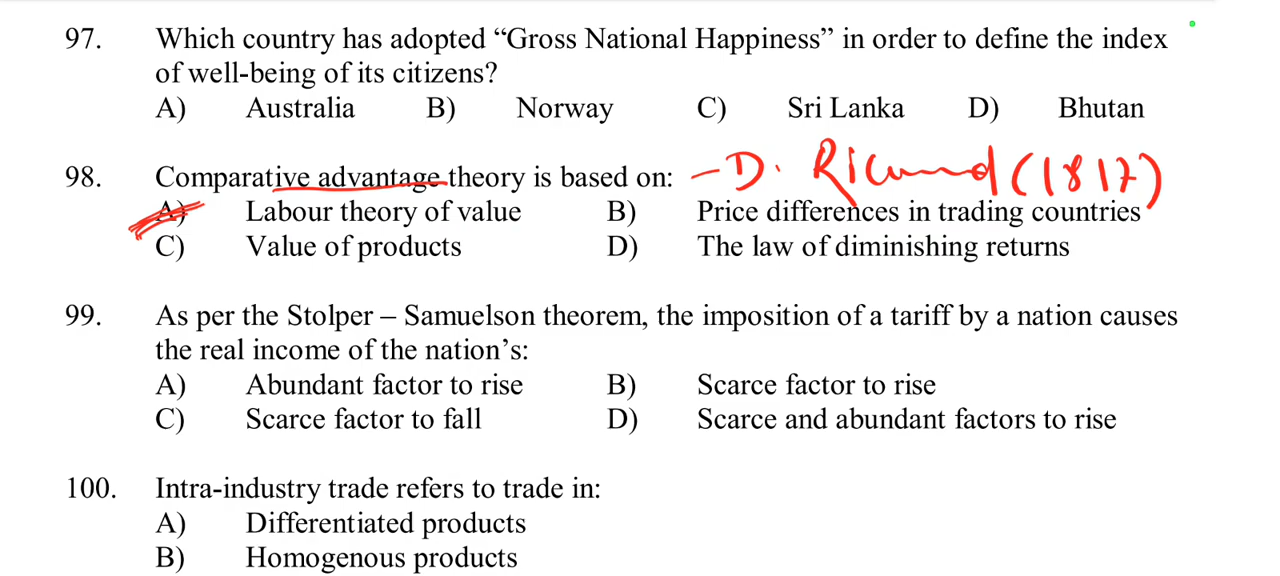 97. Which country has adopted “Gross National Happiness” in order to define the index
of well-being of its citizens?
A) Australia B) Norway C) Sri Lanka D) Bhutan
98. Comparative advantage theory is based on: – D. Ricardo (1817)
A) Labour theory of value B) Price differences in trading countries
C) Value of products D) The law of diminishing returns
99. As per the Stolper – Samuelson theorem, the imposition of a tariff by a nation causes
the real income of the nation’s:
A) Abundant factor to rise B) Scarce factor to rise
C) Scarce factor to fall D) Scarce and abundant factors to rise
100. Intra-industry trade refers to trade in:
A) Differentiated products
B) Homogenous products